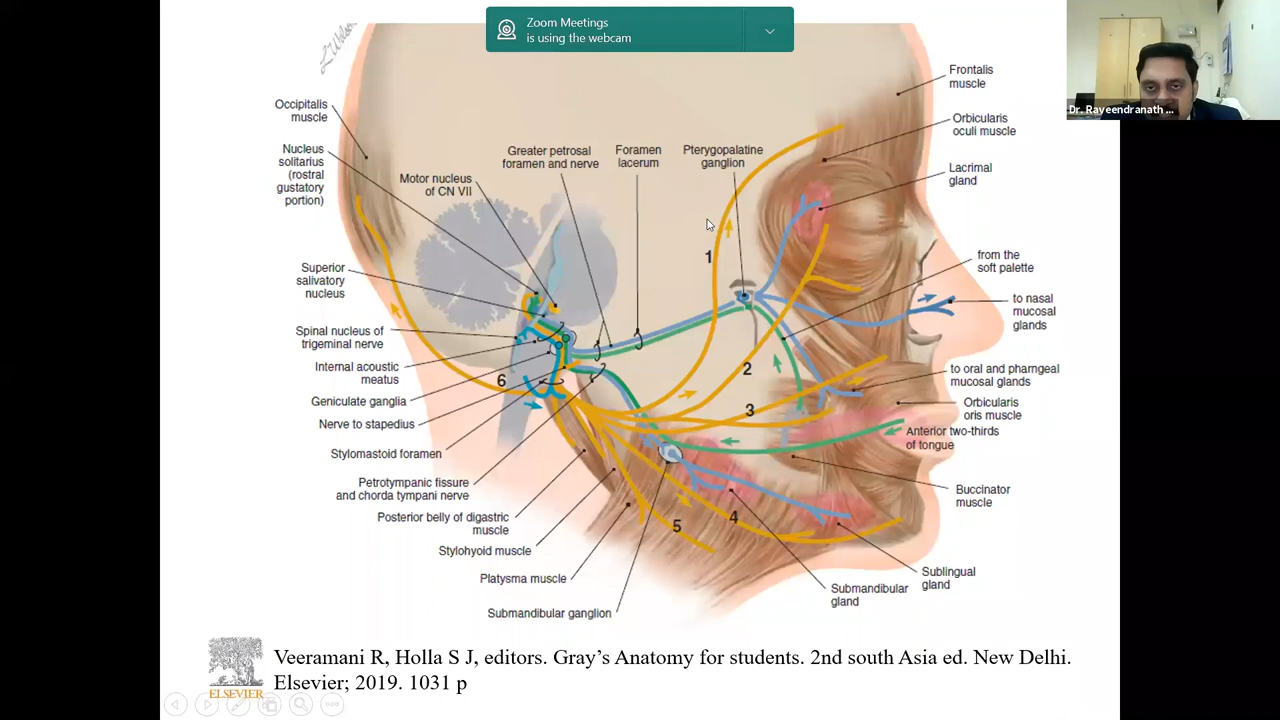 Zoom Meetings
is using the webcam
Dr. Raveendranath ...
Occipitalis
muscle
Nucleus
solitarius
(rostral
gustatory
portion)
Motor nucleus
of CN VII
Greater petrosal
foramen and nerve
Foramen
lacerum
Pterygopalatine
ganglion
Frontalis
muscle
Orbicularis
oculi muscle
Lacrimal
gland
from the
soft palette
to nasal
mucosal
glands
to oral and pharngeal
mucosal glands
Orbicularis
oris muscle
Anterior two-thirds
of tongue
Buccinator
muscle
Sublingual
gland
Submandibular
gland
Superior
salivatory
nucleus
Spinal nucleus of
trigeminal nerve
Internal acoustic
meatus
Geniculate ganglia
Nerve to stapedius
Stylomastoid foramen
Petrotympanic fissure
and chorda tympani nerve
Posterior belly of digastric
muscle
Stylohyoid muscle
Platysma muscle
Submandibular ganglion
1
2
3
4
5
6
ELSEVIER
Veeramani R, Holla S J, editors. Gray’s Anatomy for students. 2nd south Asia ed. New Delhi.
Elsevier; 2019. 1031 p